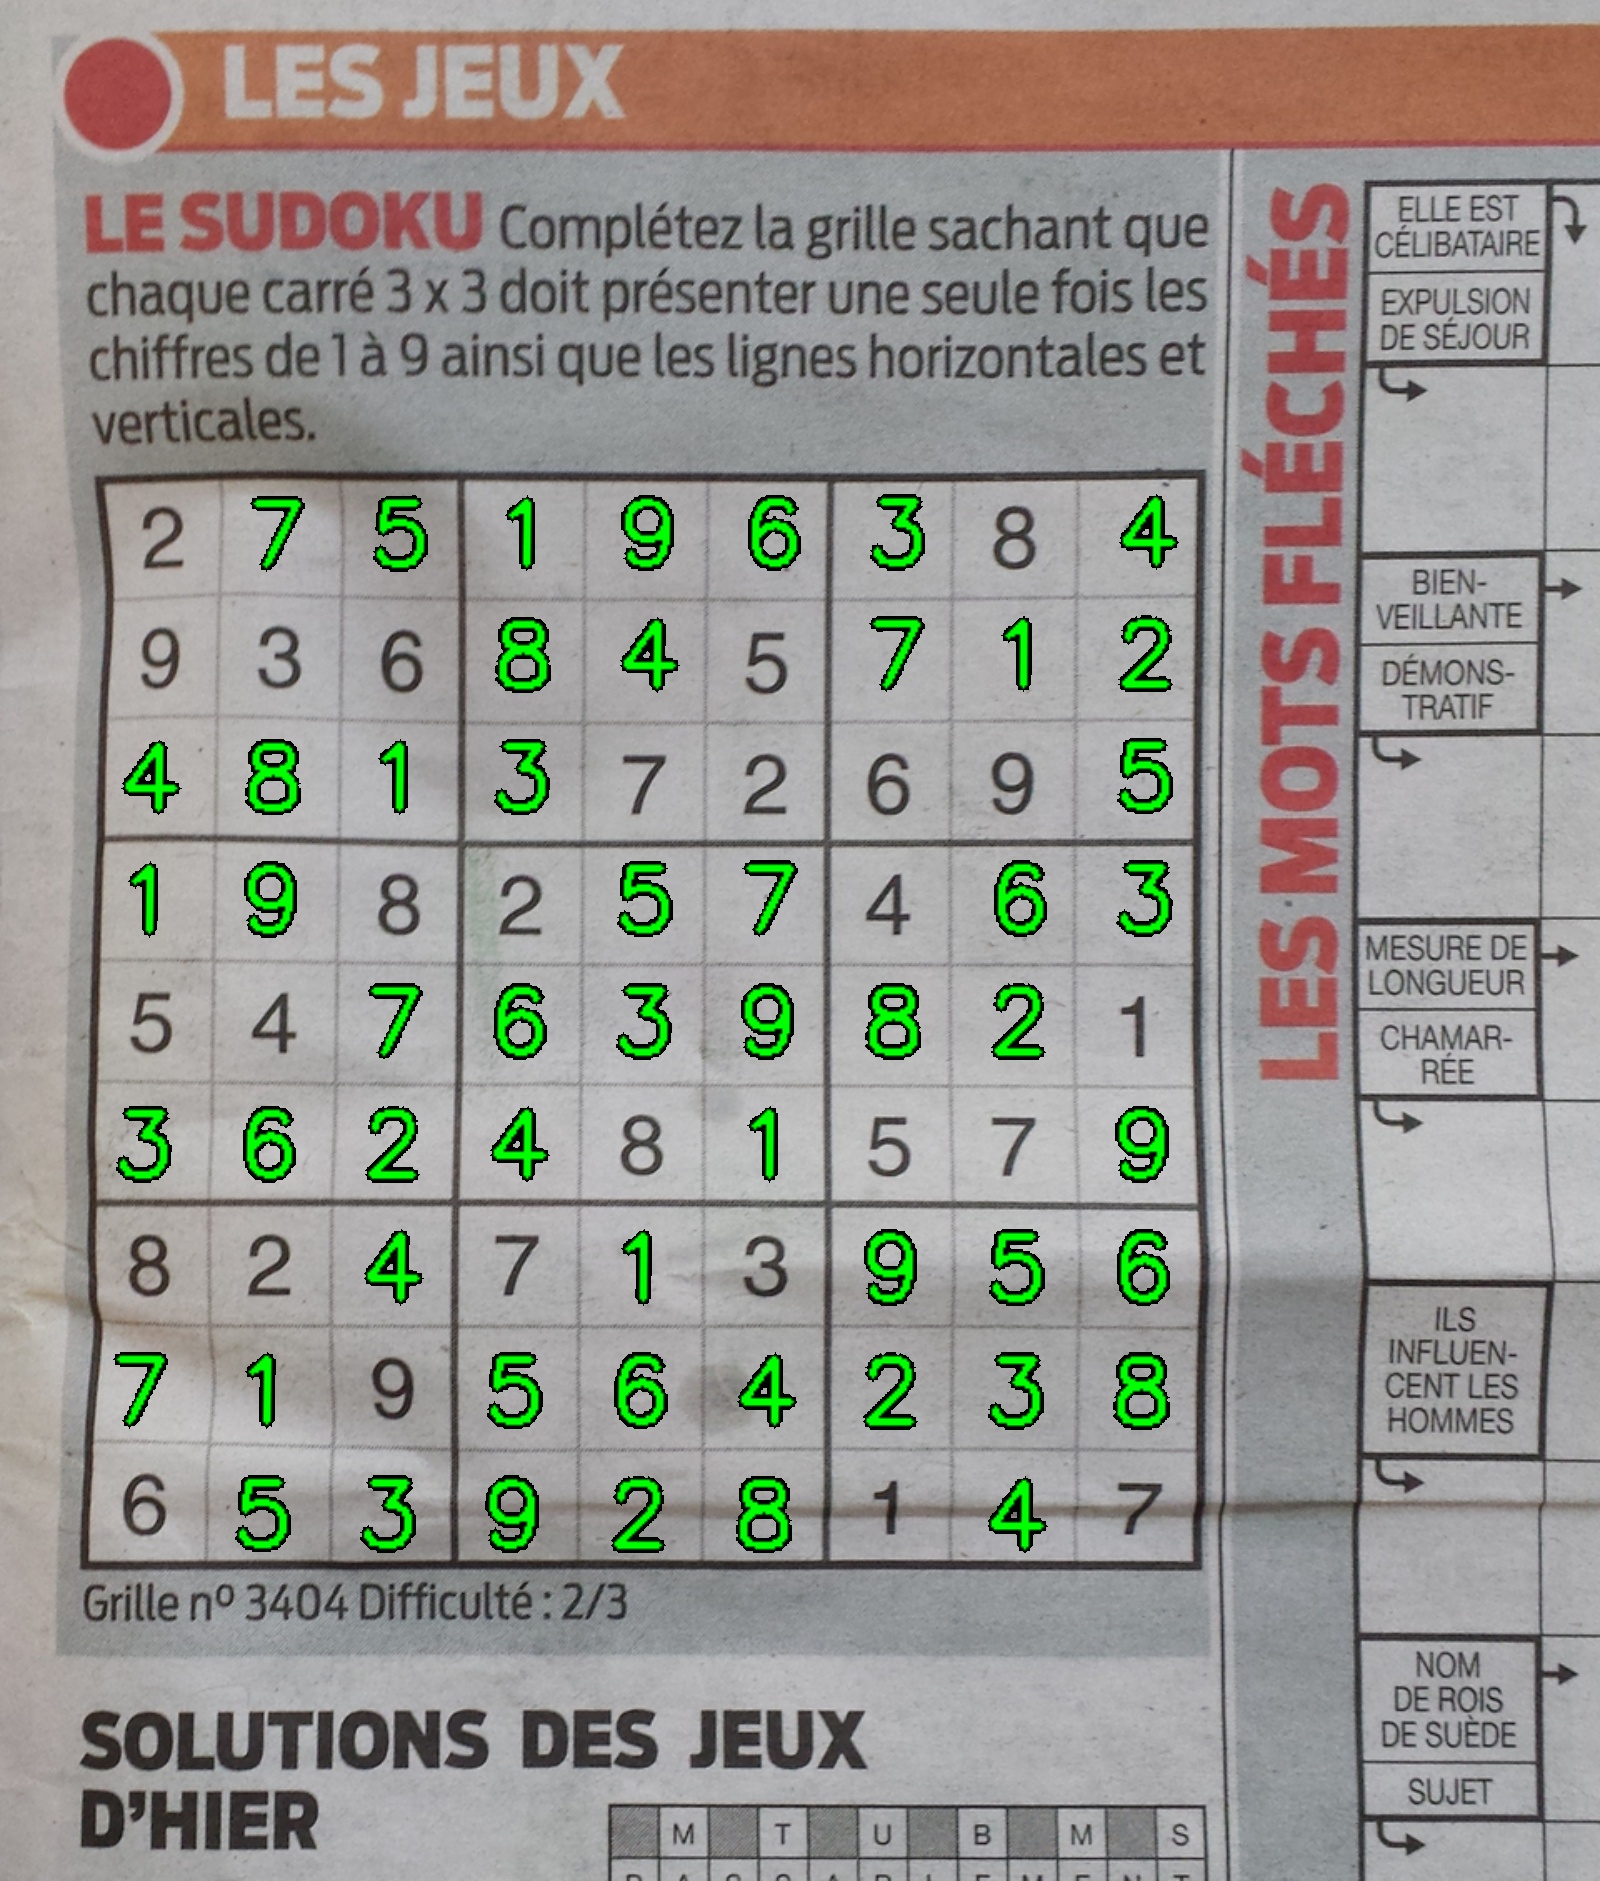 LES JEUX
LE SUDOKU Complétez la grille sachant que
chaque carré 3 x 3 doit présenter une seule fois les
chiffres de 1 à 9 ainsi que les lignes horizontales et
verticales.
2 7 5 1 9 6 3 8 4
9 3 6 8 4 5 7 1 2
4 8 1 3 7 2 6 9 5
1 9 8 2 5 7 4 6 3
5 4 7 6 3 9 8 2 1
3 6 2 4 8 1 5 7 9
8 2 4 7 1 3 9 5 6
7 1 9 5 6 4 2 3 8
6 5 3 9 2 8 1 4 7
Grille nº 3404 Difficulté : 2/3
SOLUTIONS DES JEUX
D'HIER
M T U B M S
LES MOTS FLÉCHÉS
ELLE EST
CÉLIBATAIRE
EXPULSION
DE SÉJOUR
BIEN-
VEILLANTE
DÉMONS-
TRATIF
MESURE DE
LONGUEUR
CHAMAR-
RÉE
ILS
INFLUEN-
CENT LES
HOMMES
NOM
DE ROIS
DE SUÈDE
SUJET